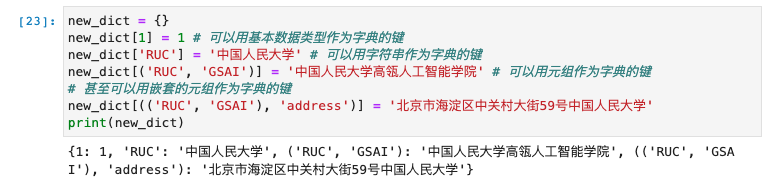 [23]: new_dict = {}
new_dict[1] = 1 # 可以用基本数据类型作为字典的键
new_dict['RUC'] = '中国人民大学' # 可以用字符串作为字典的键
new_dict[('RUC', 'GSAI')] = '中国人民大学高瓴人工智能学院' # 可以用元组作为字典的键
# 甚至可以用嵌套的元组作为字典的键
new_dict[(('RUC', 'GSAI'), 'address')] = '北京市海淀区中关村大街59号中国人民大学'
print(new_dict)
{1: 1, 'RUC': '中国人民大学', ('RUC', 'GSAI'): '中国人民大学高瓴人工智能学院', (('RUC', 'GSA
I'), 'address'): '北京市海淀区中关村大街59号中国人民大学'}